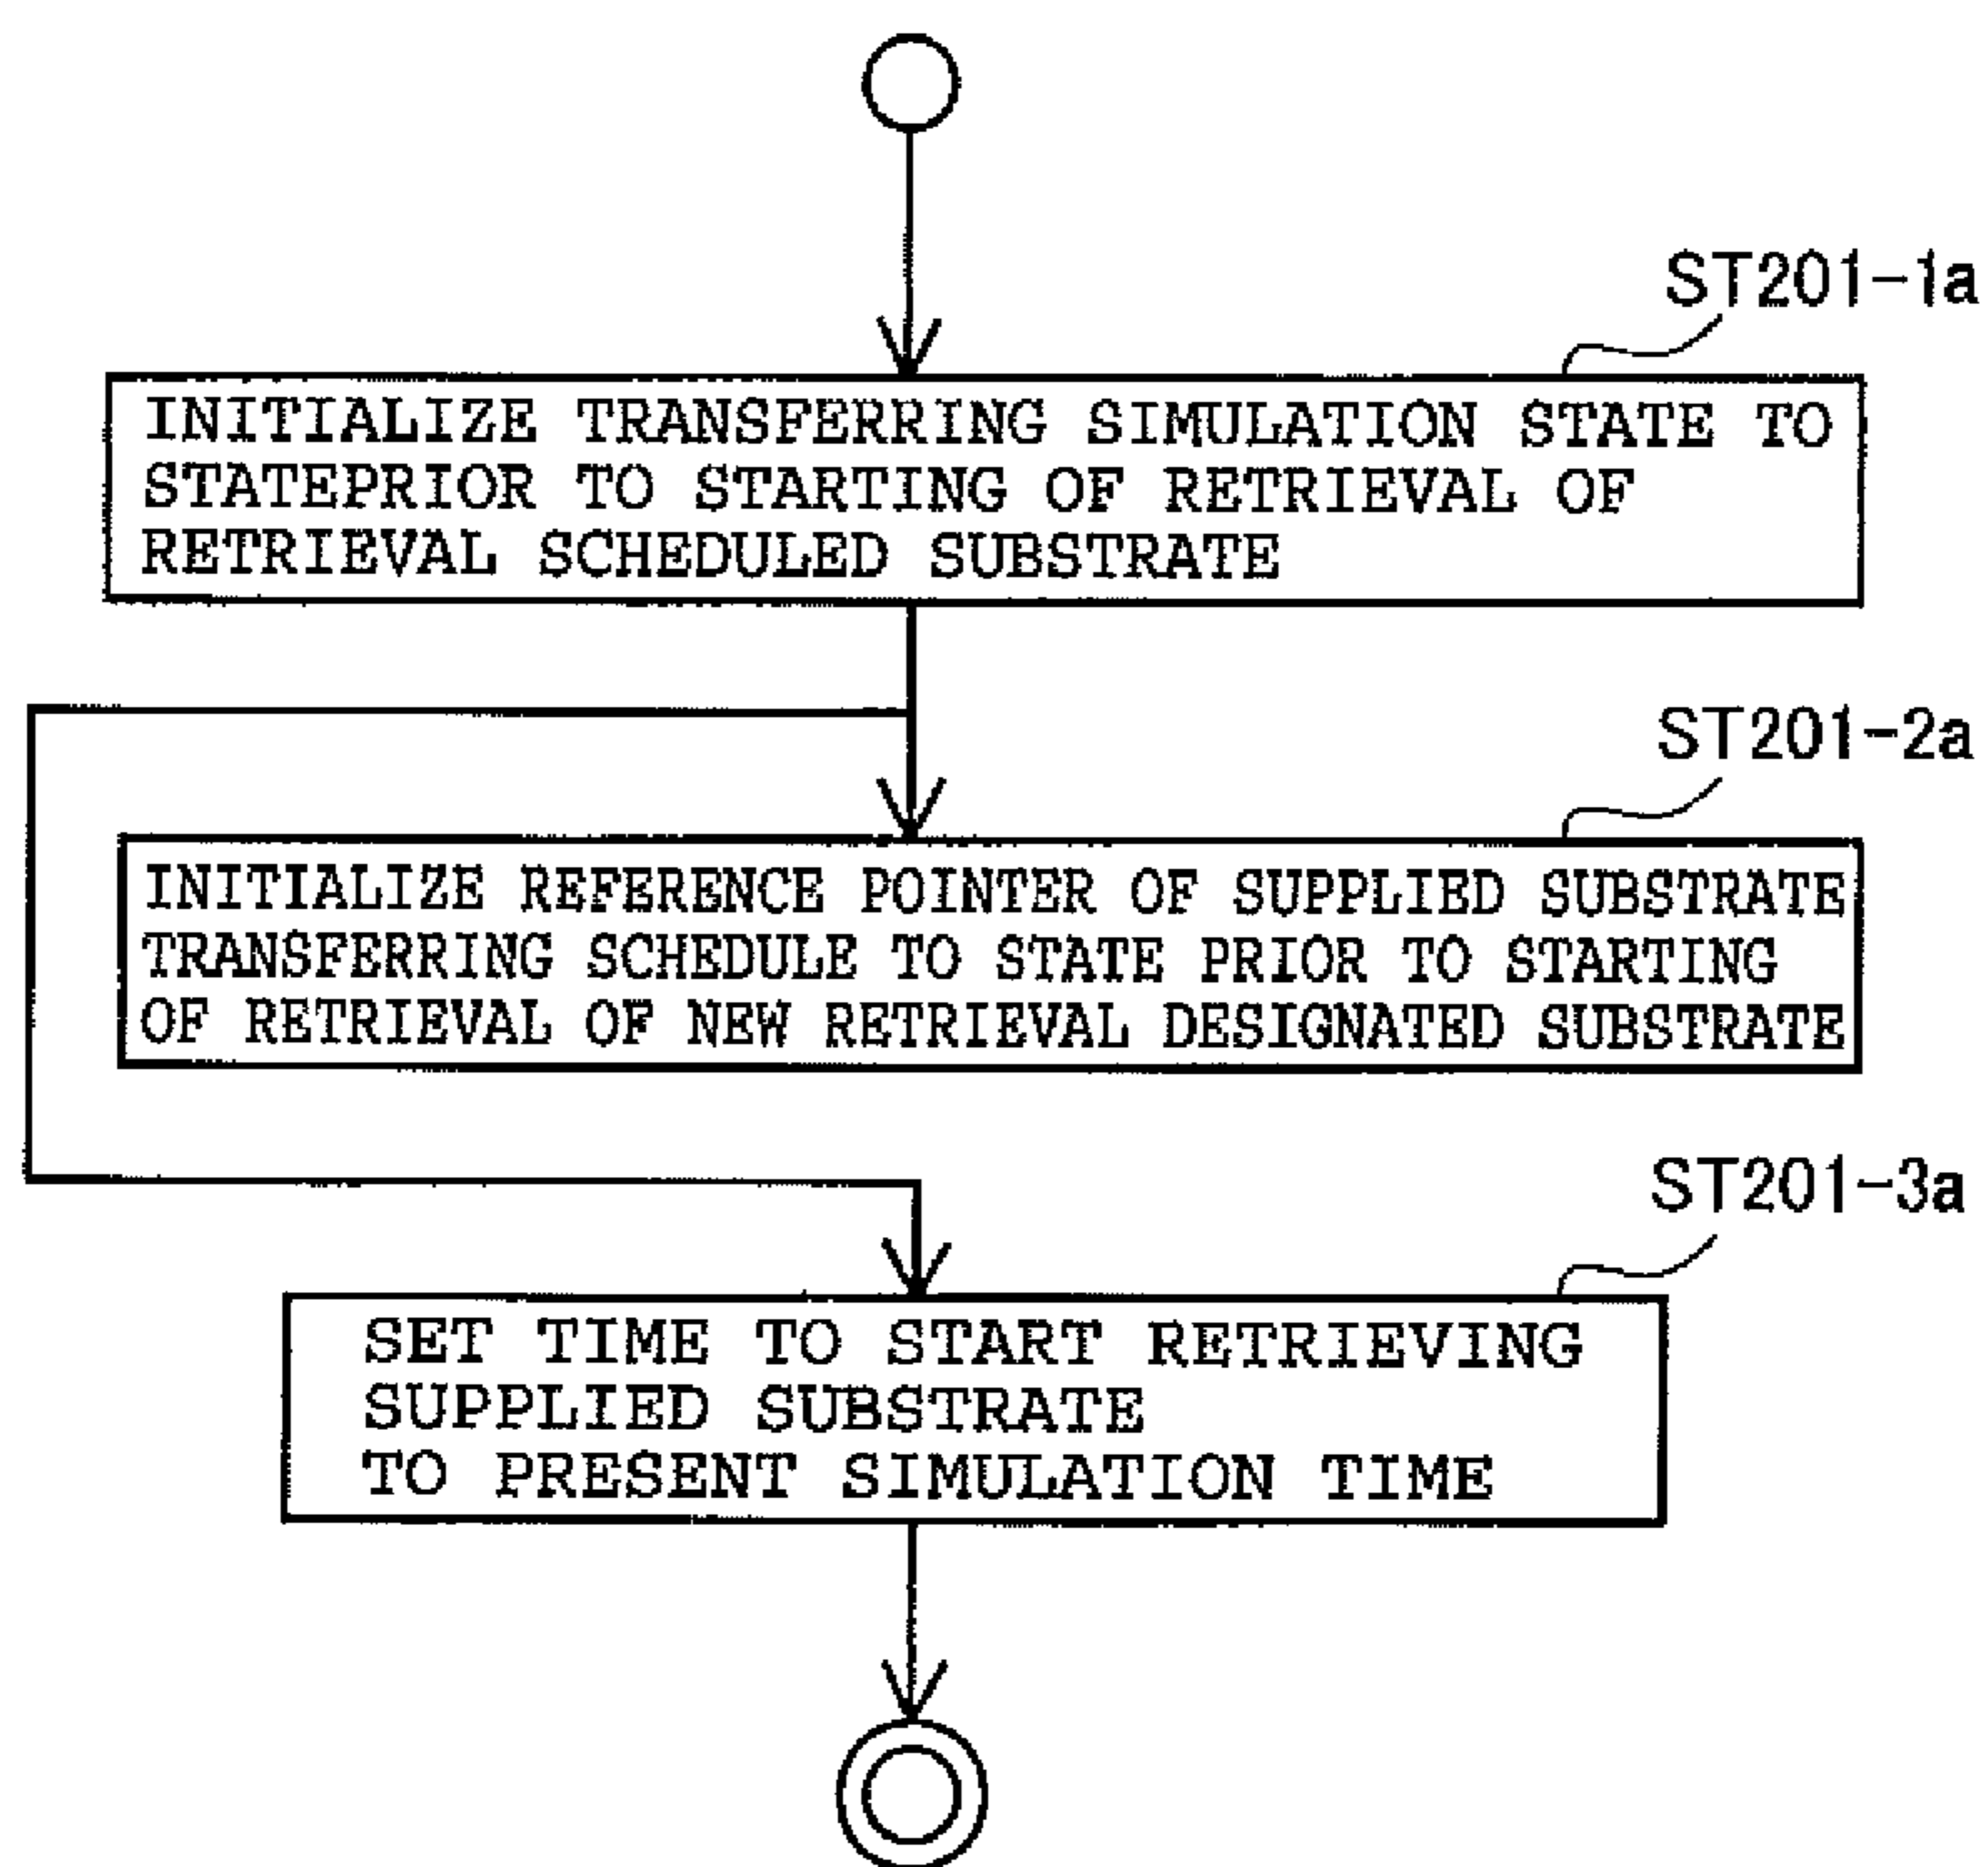 ST201-1a
INITIALIZE TRANSFERRING SIMULATION STATE TO
STATEPRIOR TO STARTING OF RETRIEVAL OF
RETRIEVAL SCHEDULED SUBSTRATE
ST201-2a
INITIALIZE REFERENCE POINTER OF SUPPLIED SUBSTRATE
TRANSFERRING SCHEDULE TO STATE PRIOR TO STARTING
OF RETRIEVAL OF NEW RETRIEVAL DESIGNATED SUBSTRATE
ST201-3a
SET TIME TO START RETRIEVING
SUPPLIED SUBSTRATE
TO PRESENT SIMULATION TIME